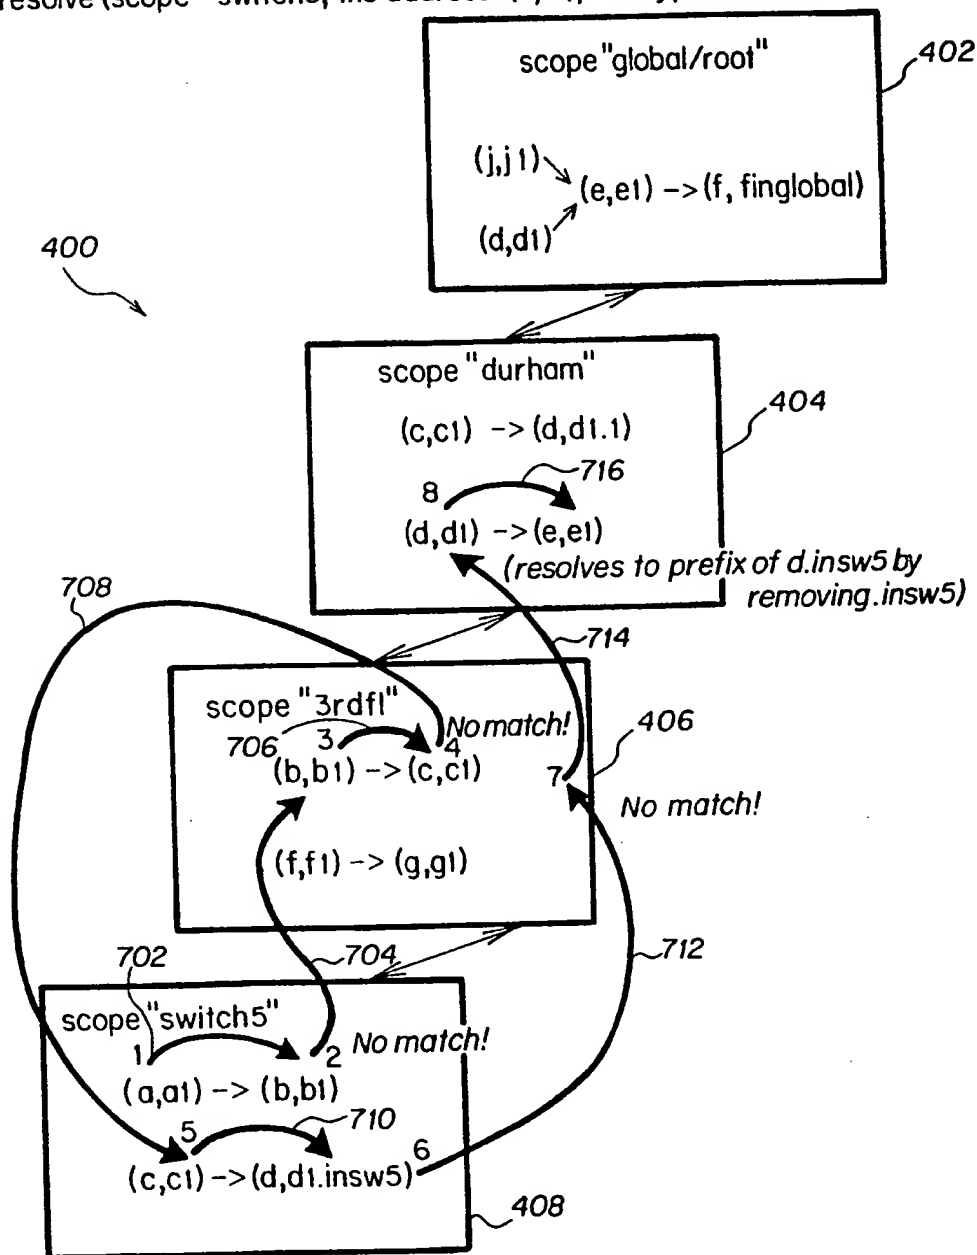 resolve (scope "switch5,
scope "global/root"
402
(j,j1)
(e,e1) -> (f, finglobal)
(d,d1)
400
scope "durham"
404
(c,c1) -> (d,d1.1)
716
8
(d,d1) -> (e,e1)
(resolves to prefix of d.insw5 by
removing.insw5)
708
714
scope "3rdfl"
No match!
406
706
3
4
(b,b1) -> (c,c1)
7
No match!
(f,f1) -> (g,g1)
702
704
712
scope "switch5"
1
2
No match!
(a,a1) -> (b,b1)
710
5
6
(c,c1) -> (d,d1.insw5)
408